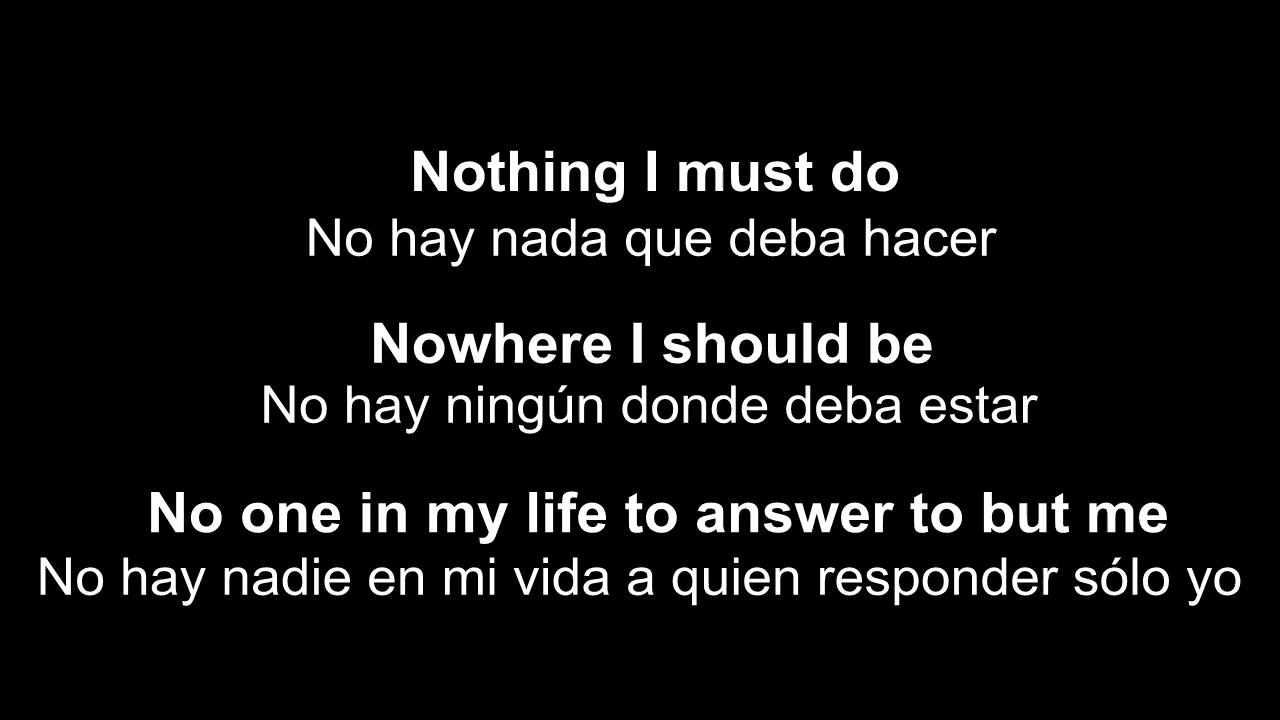 Nothing I must do
No hay nada que deba hacer
Nowhere I should be
No hay ningún donde deba estar
No one in my life to answer to but me
No hay nadie en mi vida a quien responder sólo yo